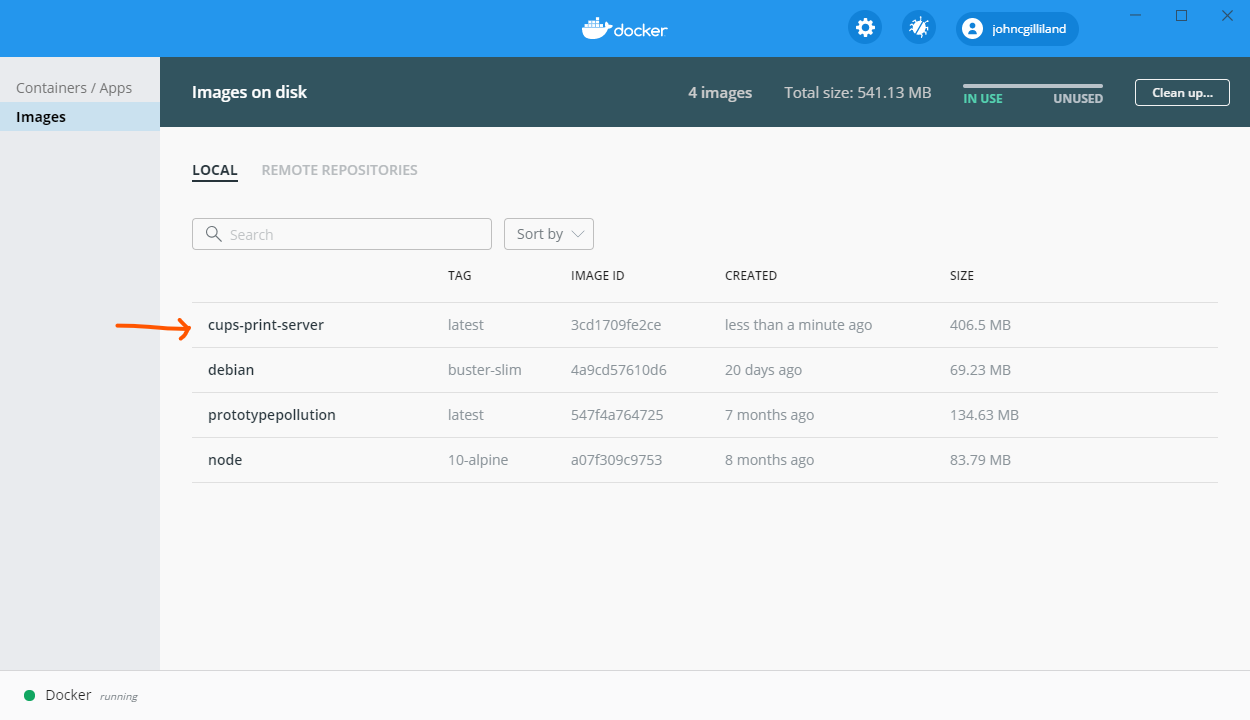 docker
johncgilliland
Containers / Apps
Images
Images on disk
4 images
Total size: 541.13 MB
IN USE
UNUSED
Clean up...
LOCAL
REMOTE REPOSITORIES
Search
Sort by
TAG IMAGE ID CREATED SIZE
cups-print-server latest 3cd1709fe2ce less than a minute ago 406.5 MB
debian buster-slim 4a9cd57610d6 20 days ago 69.23 MB
prototypepollution latest 547f4a764725 7 months ago 134.63 MB
node 10-alpine a07f309c9753 8 months ago 83.79 MB
Docker running